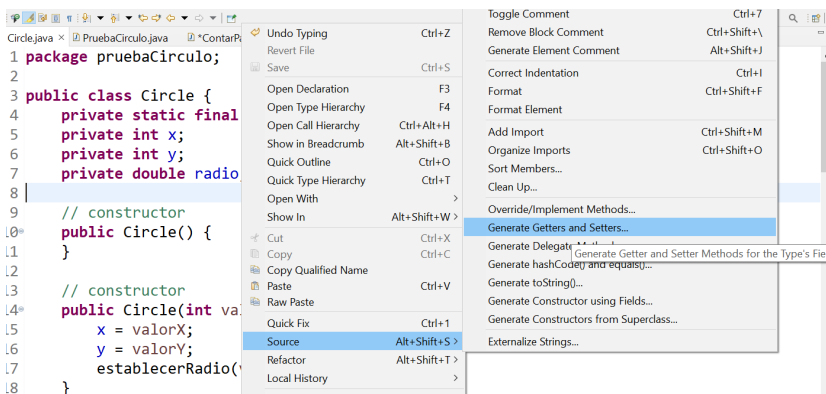 Circle.java × PruebaCirculo.java *ContarPa
1 package pruebaCirculo;
2
3 public class Circle {
4 private static final
5 private int x;
6 private int y;
7 private double radio
8
9 // constructor
10 public Circle() {
11 }
12
13 // constructor
14 public Circle(int val
15 x = valorX;
16 y = valorY;
17 establecerRadio(
18 }
Undo Typing Ctrl+Z
Revert File
Save Ctrl+S
Open Declaration F3
Open Type Hierarchy F4
Open Call Hierarchy Ctrl+Alt+H
Show in Breadcrumb Alt+Shift+B
Quick Outline Ctrl+O
Quick Type Hierarchy Ctrl+T
Open With >
Show In Alt+Shift+W >
Cut Ctrl+X
Copy Ctrl+C
Copy Qualified Name
Paste Ctrl+V
Raw Paste
Quick Fix Ctrl+1
Source Alt+Shift+S >
Refactor Alt+Shift+T >
Local History >
Toggle Comment Ctrl+7
Remove Block Comment Ctrl+Shift+\
Generate Element Comment Alt+Shift+J
Correct Indentation Ctrl+I
Format Ctrl+Shift+F
Format Element
Add Import Ctrl+Shift+M
Organize Imports Ctrl+Shift+O
Sort Members...
Clean Up...
Override/Implement Methods...
Generate Getters and Setters...
Generate Delegate
Generate Getter and Setter Methods for the Type's Fie
Generate hashCode() and equals()...
Generate toString()...
Generate Constructor using Fields...
Generate Constructors from Superclass...
Externalize Strings...